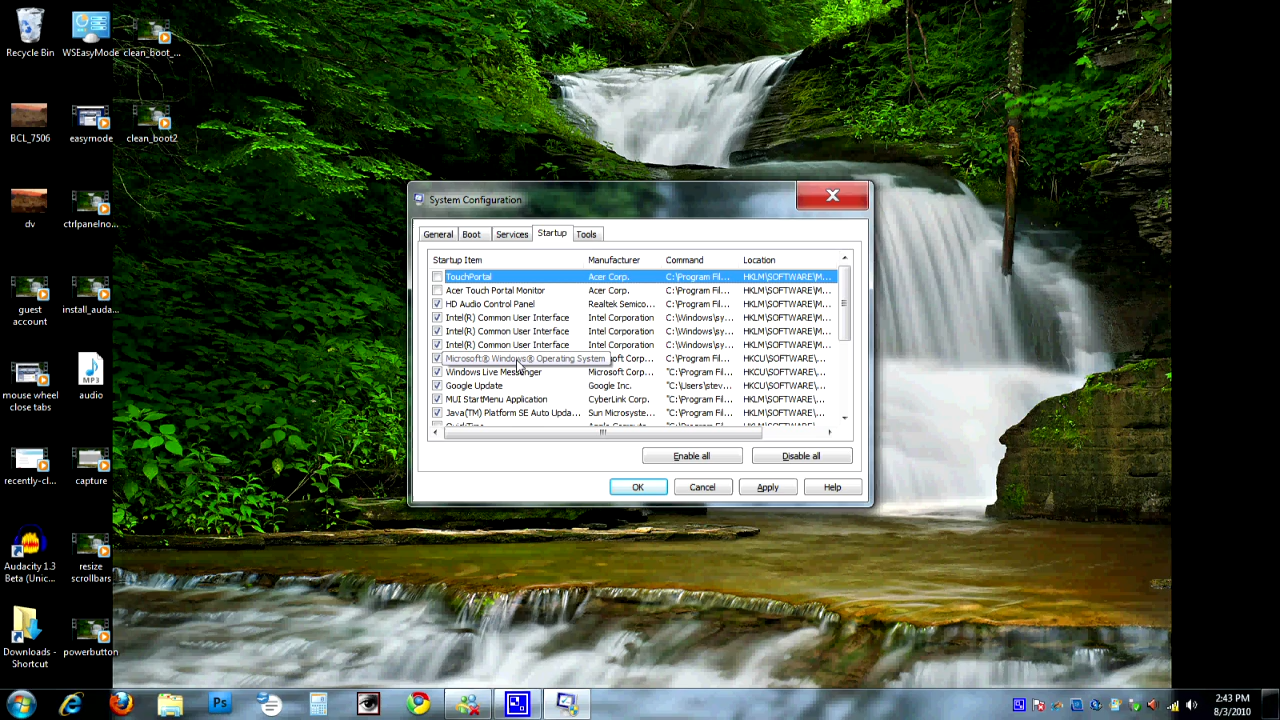 Recycle Bin
WSEasyMode
clean_boot_...
BCL_7506
easymode
clean_boot2
dv
ctrlpanelno...
guest
account
install_auda...
mouse wheel
close tabs
MP3
audio
recently-cl...
capture
Audacity 1.3
Beta (Unic...
resize
scrollbars
Downloads -
Shortcut
powerbutton
System Configuration
General Boot Services Startup Tools
Startup Item Manufacturer Command Location
TouchPortal Acer Corp. C:\Program Fil... HKLM\SOFTWARE\M...
Acer Touch Portal Monitor Acer Corp. C:\Program Fil... HKLM\SOFTWARE\M...
HD Audio Control Panel Realtek Semico... C:\Program Fil... HKLM\SOFTWARE\M...
Intel(R) Common User Interface Intel Corporation C:\Windows\sy... HKLM\SOFTWARE\M...
Intel(R) Common User Interface Intel Corporation C:\Windows\sy... HKLM\SOFTWARE\M...
Intel(R) Common User Interface Intel Corporation C:\Windows\sy... HKLM\SOFTWARE\M...
Microsoft® Windows® Operating System soft Corp... C:\Program Fil... HKCU\SOFTWARE\...
Windows Live Messenger Microsoft Corp... "C:\Program Fil... HKCU\SOFTWARE\...
Google Update Google Inc. "C:\Users\stev... HKCU\SOFTWARE\...
MUI StartMenu Application CyberLink Corp. "C:\Program Fil... HKLM\SOFTWARE\...
Java(TM) Platform SE Auto Upda... Sun Microsyste... "C:\Program Fil... HKLM\SOFTWARE\...
Enable all Disable all
OK Cancel Apply Help
Ps
2:43 PM
8/3/2010